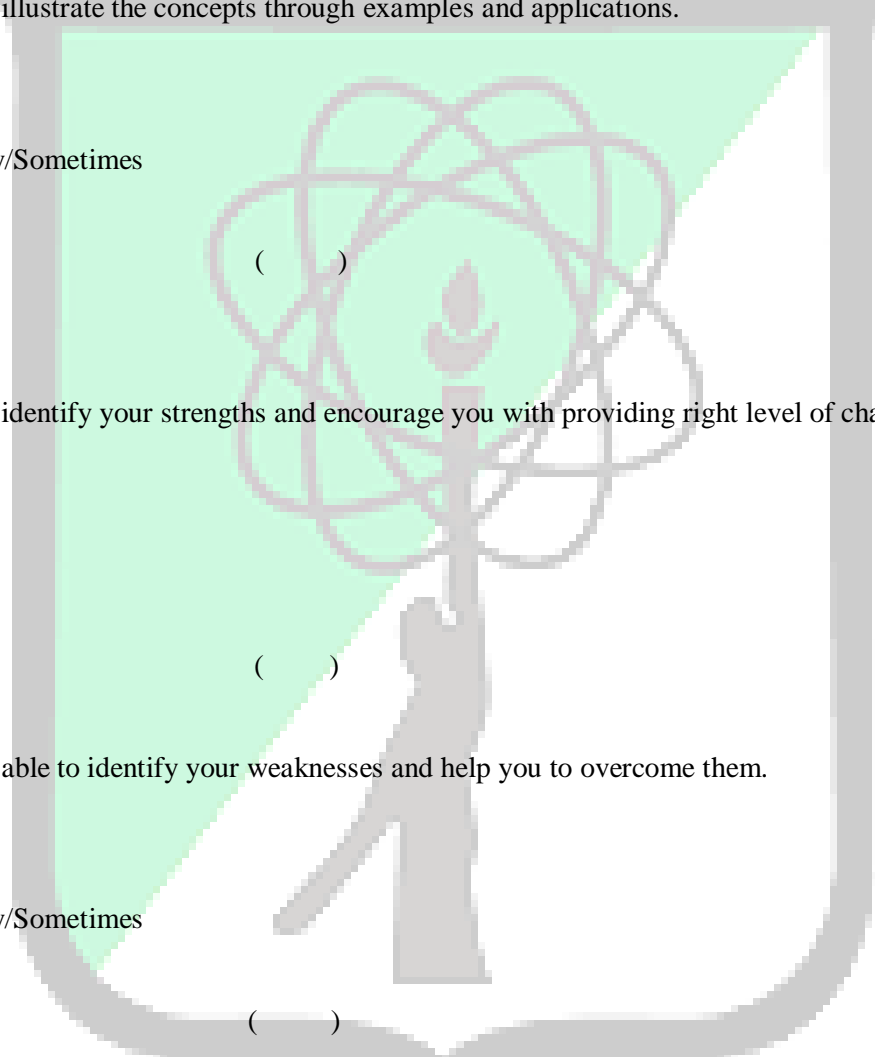 illustrate the concepts through examples and applications.
/Sometimes
( )
identify your strengths and encourage you with providing right level of
( )
able to identify your weaknesses and help you to overcome them.
/Sometimes
( )